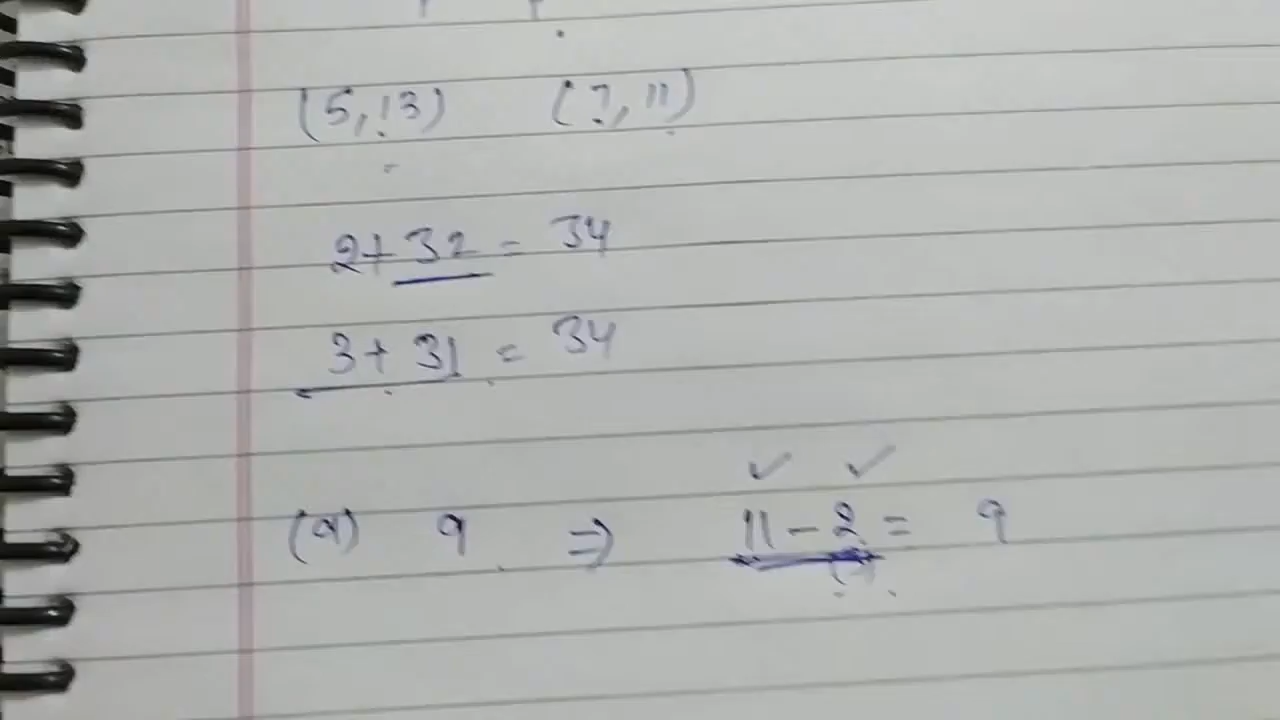 (5, 13) (7, 11)
2 + 32 = 34
3 + 31 = 34
(a) 9 ⇒ 11 - 2 = 9